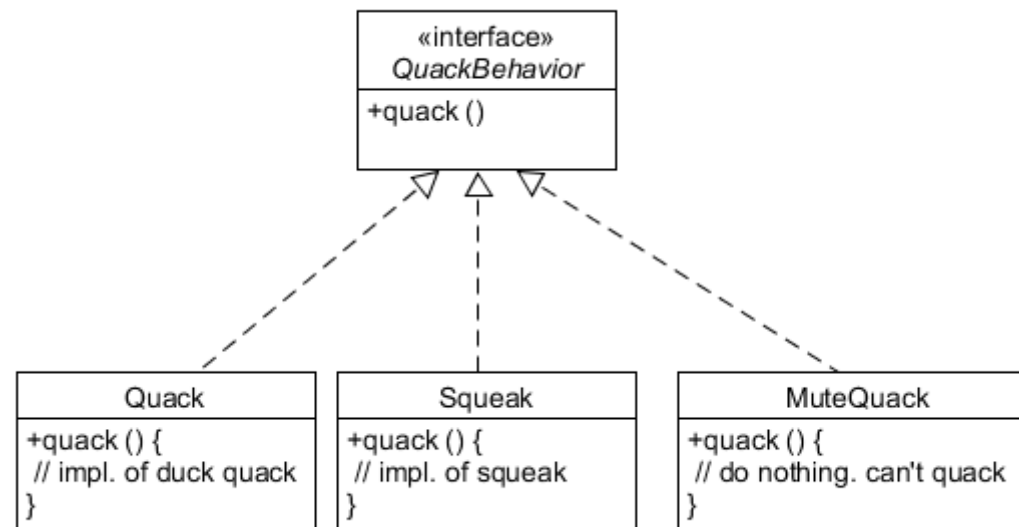 «interface»
QuackBehavior
+quack ()
Quack
+quack () {
// impl. of duck quack
}
Squeak
+quack () {
// impl. of squeak
}
MuteQuack
+quack () {
// do nothing. can't quack
}